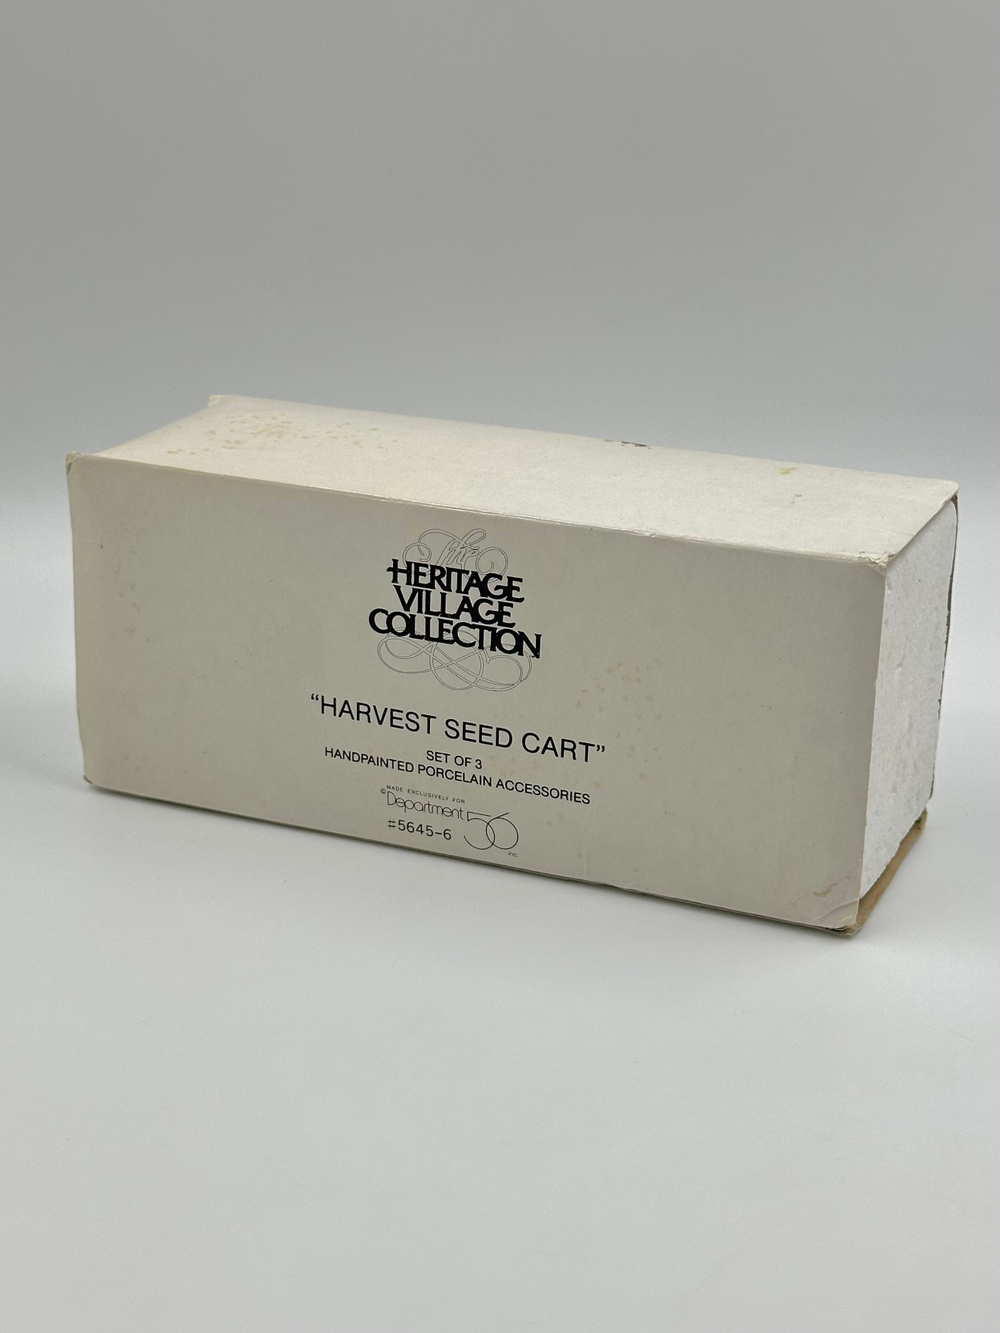 The
HERITAGE
VILLAGE
COLLECTION
“HARVEST SEED CART”
SET OF 3
HANDPAINTED PORCELAIN ACCESSORIES
MADE EXCLUSIVELY FOR
©Department 56 inc.
#5645-6